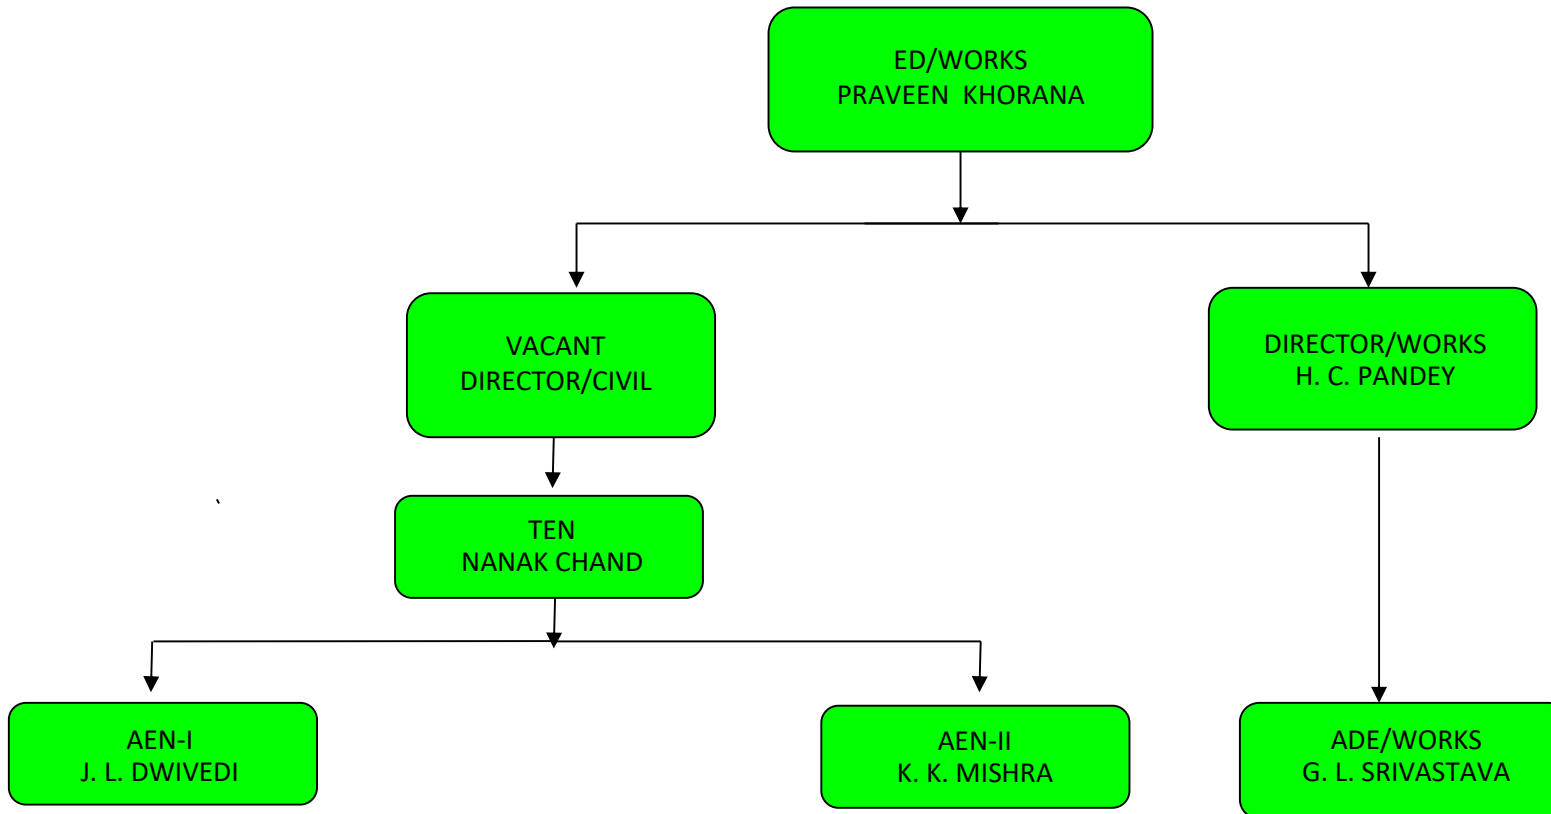 ED/WORKS
PRAVEEN KHORANA
VACANT
DIRECTOR/CIVIL
DIRECTOR/WORKS
H. C. PANDEY
`
TEN
NANAK CHAND
AEN-I
J. L. DWIVEDI
AEN-II
K. K. MISHRA
ADE/WORKS
G. L. SRIVASTAVA